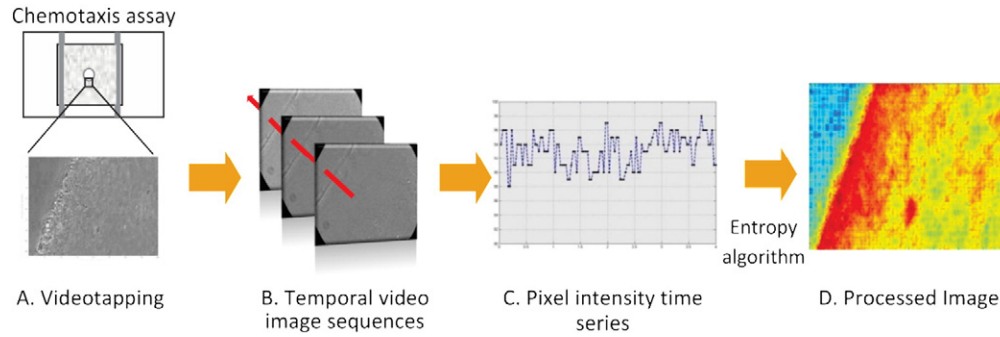 Chemotaxis assay
Entropy
algorithm
A. Videotapping
B. Temporal video
image sequences
C. Pixel intensity time
series
D. Processed Image